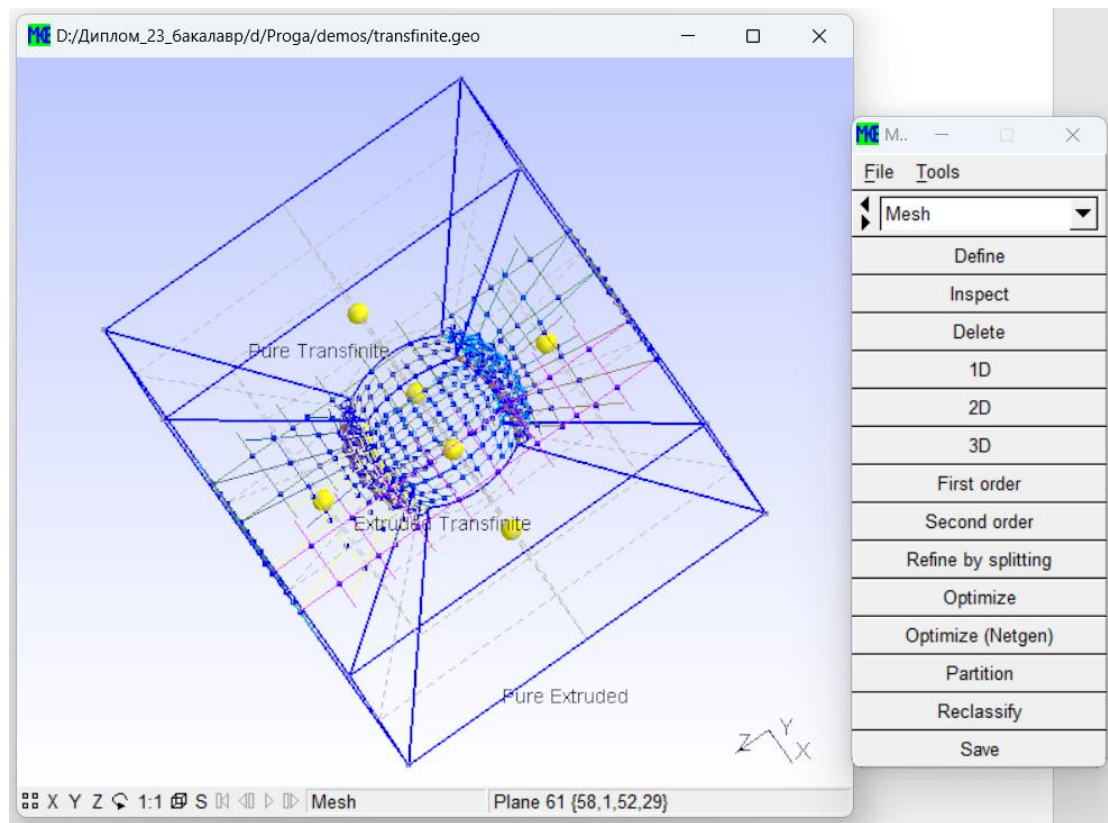 MKE D:/Диплом_23_бакалавр/d/Proga/demos/transfinite.geo
MKE M..
File Tools
Mesh
Define
Inspect
Delete
1D
2D
3D
First order
Second order
Refine by splitting
Optimize
Optimize (Netgen)
Partition
Reclassify
Save
Pure Transfinite
Extruded Transfinite
Pure Extruded
Z Y X
X Y Z 1:1 S Mesh Plane 61 {58,1,52,29}